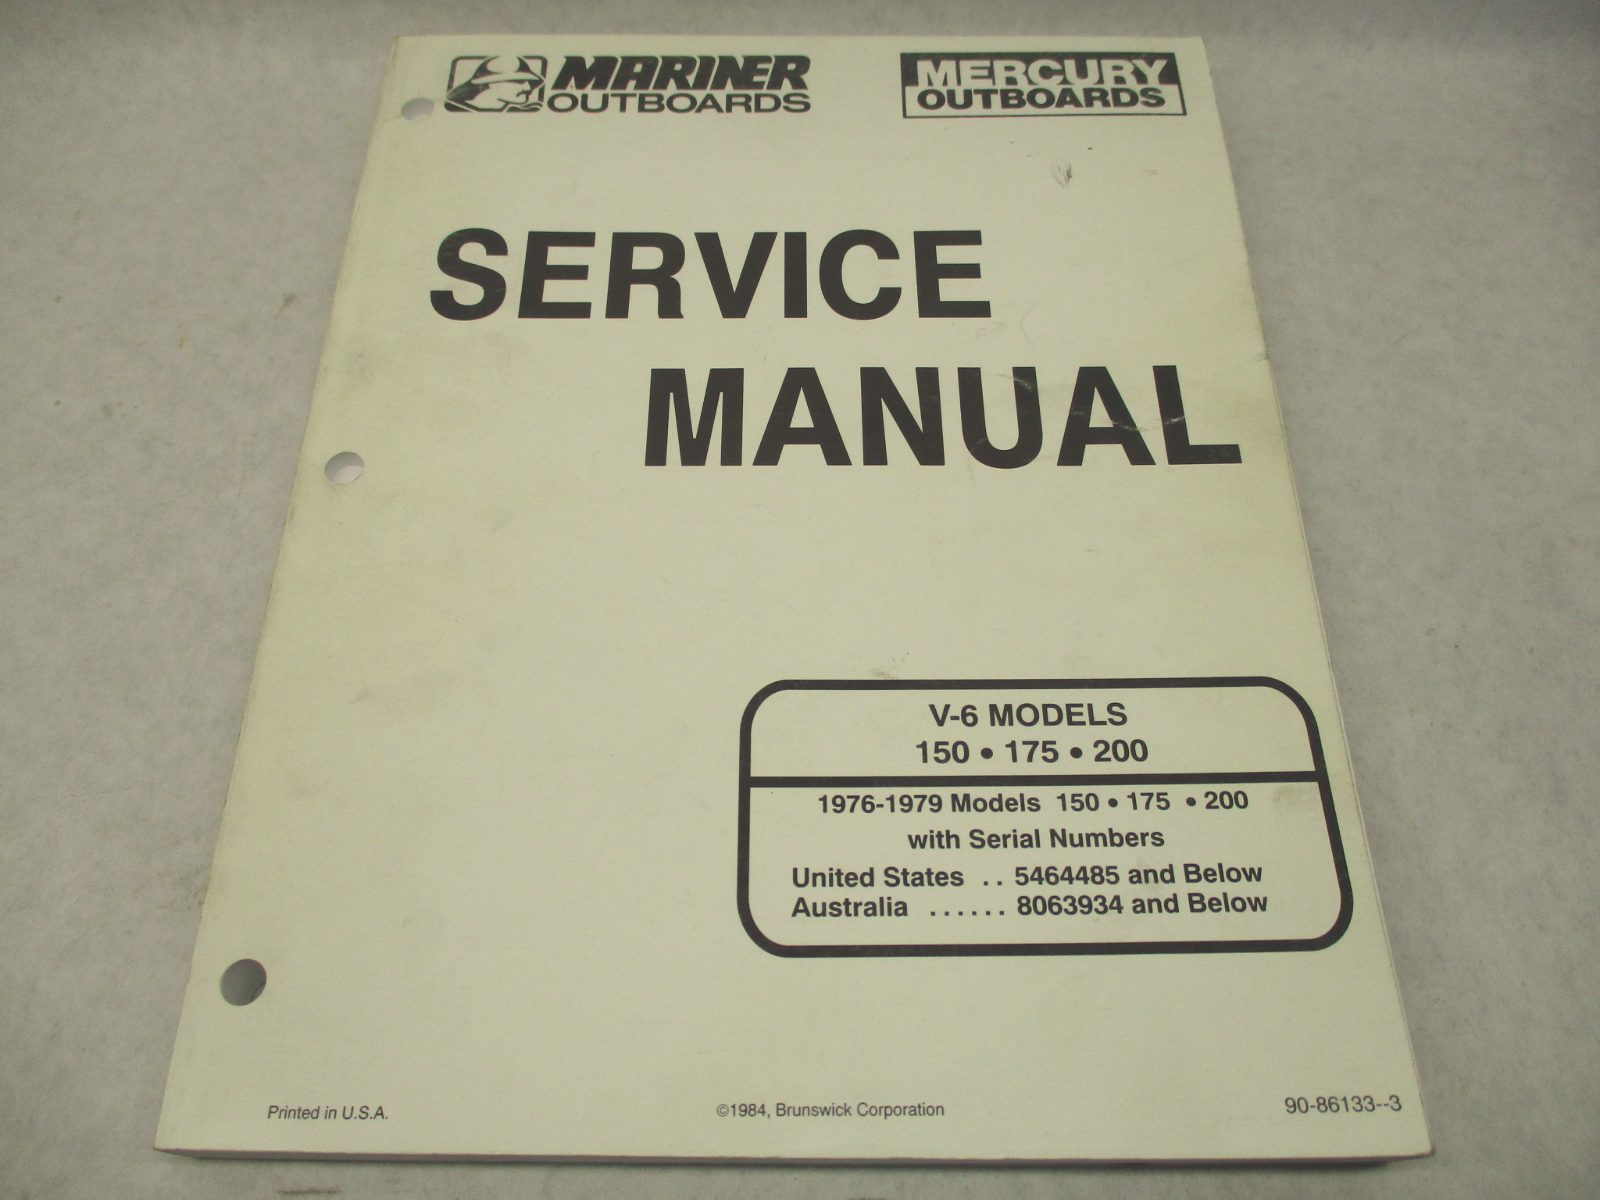 MARINER
OUTBOARDS
MERCURY
OUTBOARDS
SERVICE
MANUAL
V-6 MODELS
150 • 175 • 200
1976-1979 Models 150 • 175 • 200
with Serial Numbers
United States . . 5464485 and Below
Australia . . . . . . 8063934 and Below
Printed in U.S.A.
©1984, Brunswick Corporation
90-86133--3